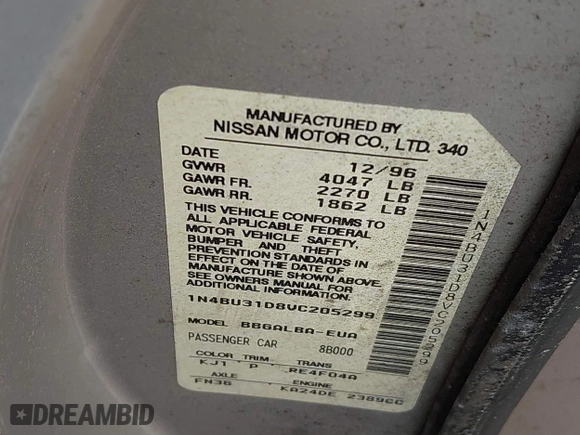 MANUFACTURED BY
NISSAN MOTOR CO., LTD. 340
DATE 12/96
GVWR 4047 LB
GAWR FR. 2270 LB
GAWR RR. 1862 LB
THIS VEHICLE CONFORMS TO
ALL APPLICABLE FEDERAL
MOTOR VEHICLE SAFETY,
BUMPER AND THEFT
PREVENTION STANDARDS IN
EFFECT ON THE DATE OF
MANUFACTURE SHOWN ABOVE.
SEE OWNERS MANUAL FOR
ADDITIONAL INFORMATION.
1N4BU31D8VC205299
MODEL BBGALBA-EUA
PASSENGER CAR 8B000
COLOR TRIM TRANS
KJ1 P RE4F04A
AXLE ENGINE
FN36 KA24DE 2389CC
1N4BU31D8VC205299
DREAMBID